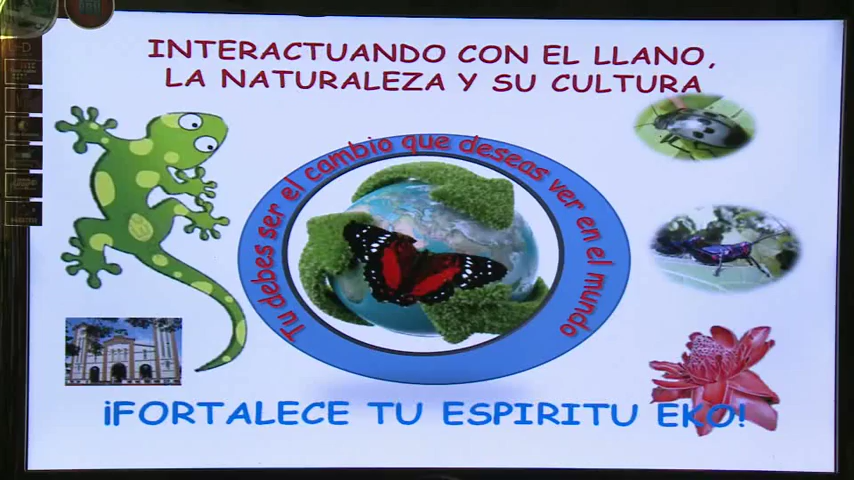 INTERACTUANDO CON EL LLANO,
LA NATURALEZA Y SU CULTURA
Tu debes ser el cambio que deseas ver en el mundo
¡FORTALECE TU ESPIRITU EKO!